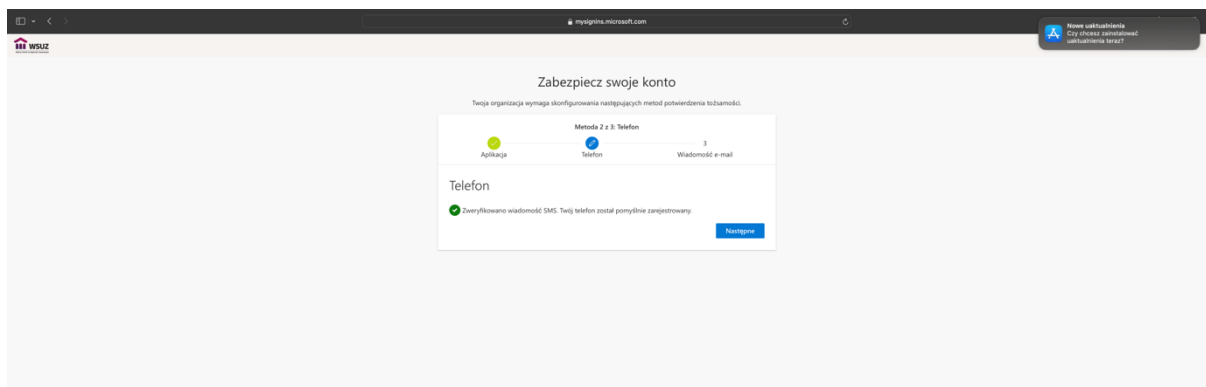 mysignins.microsoft.com
Nowe uaktualnienia
Czy chcesz zainstalować
uaktualnienia teraz?
WSUZ
Zabezpiecz swoje konto
Twoja organizacja wymaga skonfigurowania następujących metod potwierdzenia tożsamości.
Metoda 2 z 3: Telefon
3
Aplikacja Telefon Wiadomość e-mail
Telefon
Zweryfikowano wiadomość SMS. Twój telefon został pomyślnie zarejestrowany.
Następne